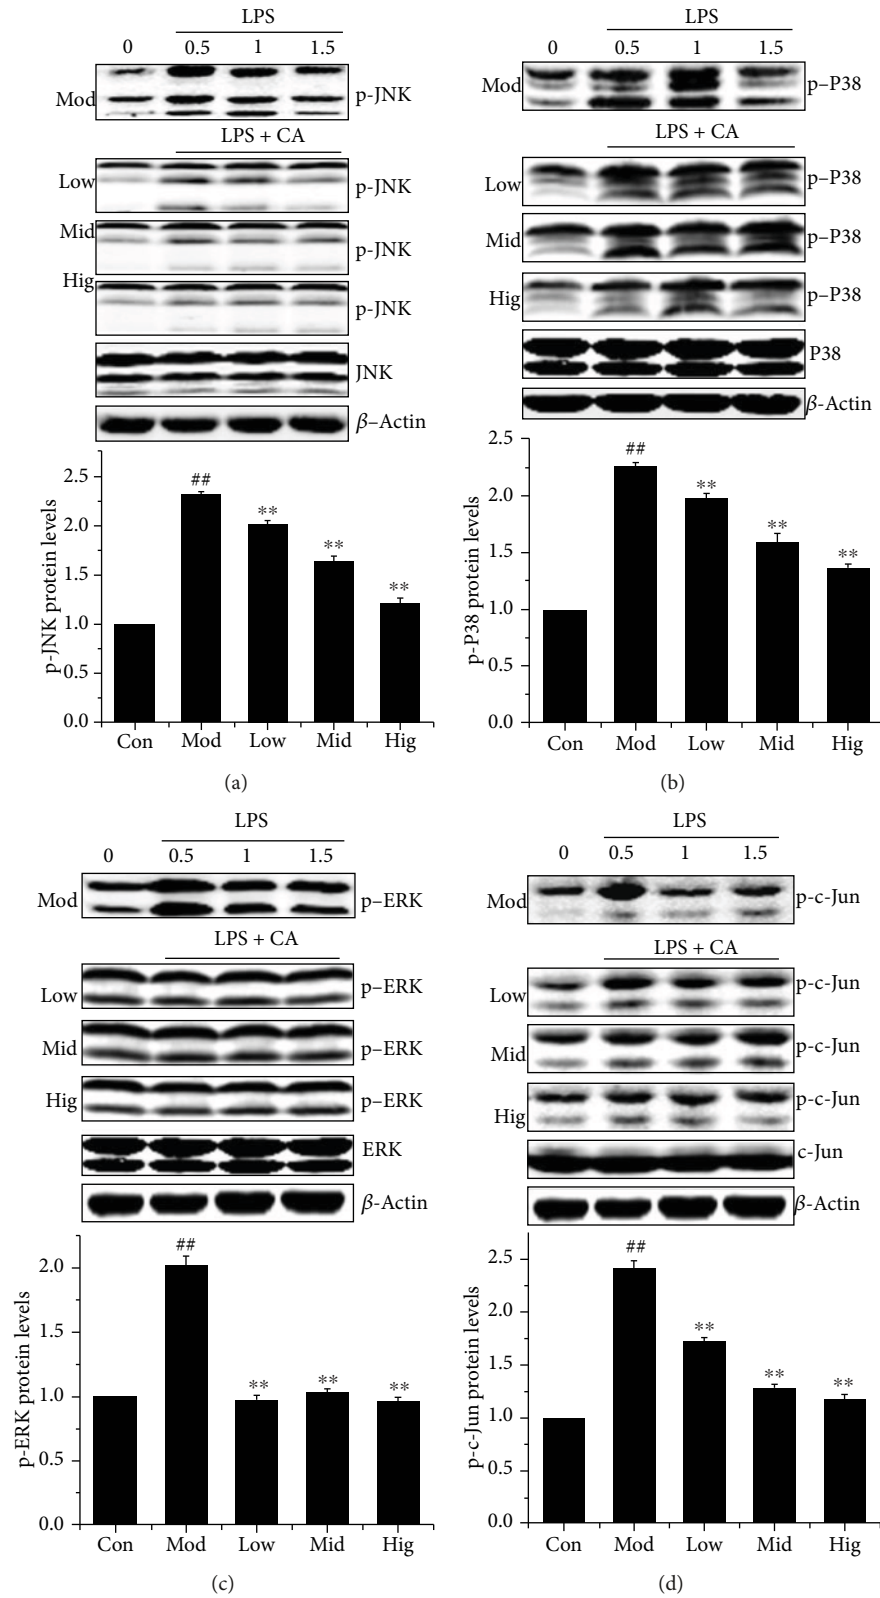 LPS
0 0.5 1 1.5
Mod p-JNK
LPS + CA
Low p-JNK
Mid p-JNK
Hig p-JNK
JNK
β–Actin
p-JNK protein levels
2.5
2.0
1.5
1.0
0.5
0.0
## ** ** **
Con Mod Low Mid Hig
(a)
LPS
0 0.5 1 1.5
Mod p–P38
LPS + CA
Low p–P38
Mid p–P38
Hig p–P38
P38
β-Actin
p-P38 protein levels
2.5
2.0
1.5
1.0
0.5
0.0
## ** ** **
Con Mod Low Mid Hig
(b)
LPS
0 0.5 1 1.5
Mod p–ERK
LPS + CA
Low p–ERK
Mid p–ERK
Hig p–ERK
ERK
β-Actin
p-ERK protein levels
2.0
1.5
1.0
0.5
0.0
## ** ** **
Con Mod Low Mid Hig
(c)
LPS
0 0.5 1 1.5
Mod p-c-Jun
LPS + CA
Low p-c-Jun
Mid p-c-Jun
Hig p-c-Jun
c-Jun
β-Actin
p-c-Jun protein levels
2.5
2.0
1.5
1.0
0.5
0.0
## ** ** **
Con Mod Low Mid Hig
(d)